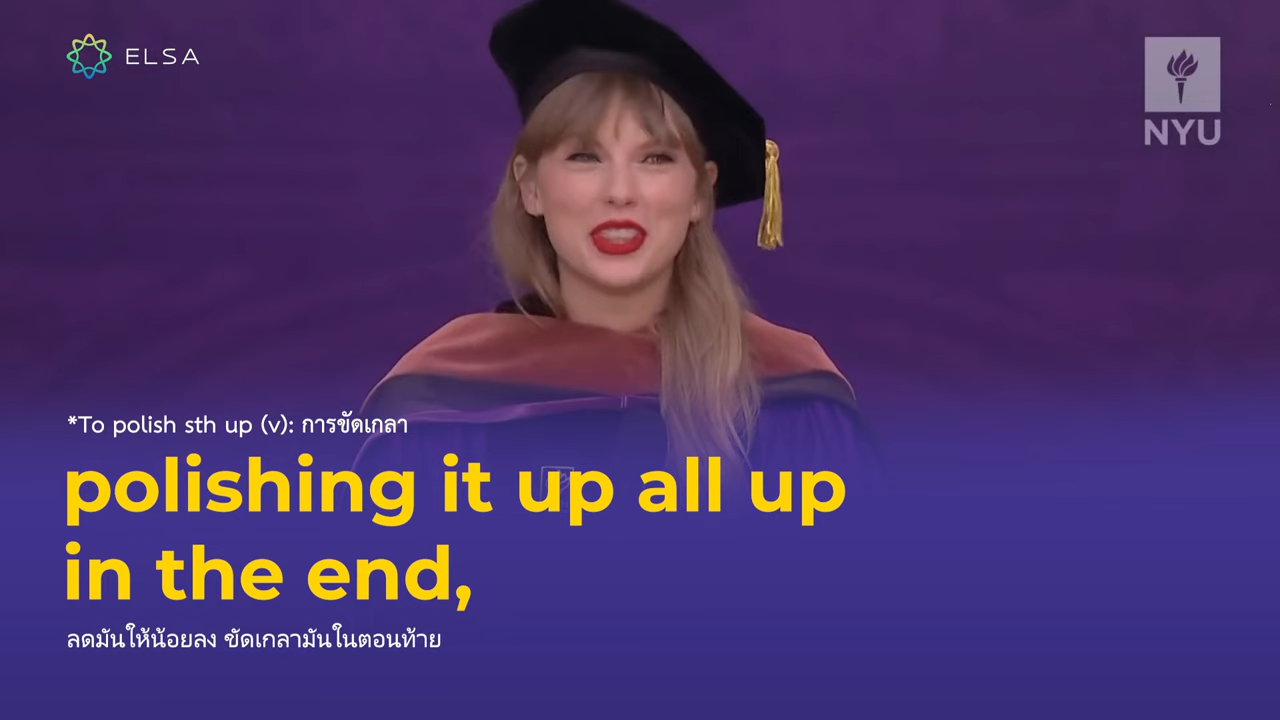 ELSA
NYU
*To polish sth up (v): การขัดเกลา
polishing it up all up
in the end,
ลดมันให้น้อยลง ขัดเกลามันในตอนท้าย